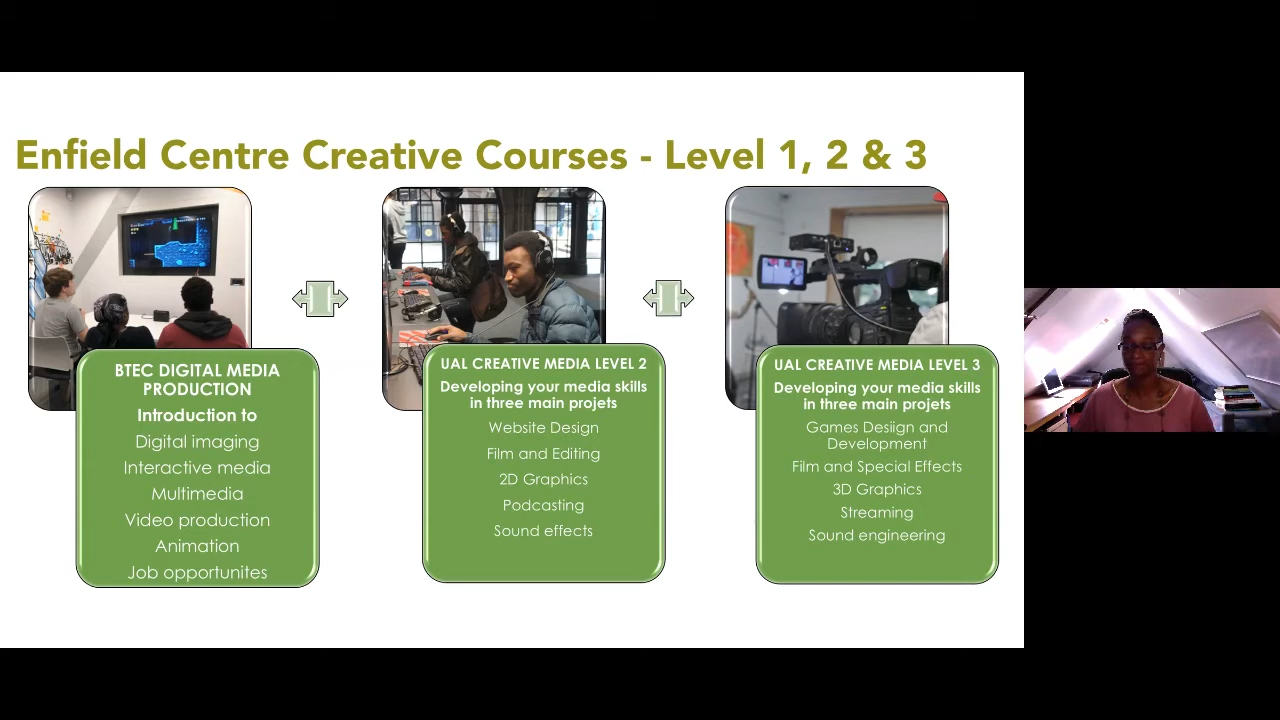 Enfield Centre Creative Courses - Level 1, 2 & 3
BTEC DIGITAL MEDIA
PRODUCTION
Introduction to
Digital imaging
Interactive media
Multimedia
Video production
Animation
Job opportunites
UAL CREATIVE MEDIA LEVEL 2
Developing your media skills
in three main projets
Website Design
Film and Editing
2D Graphics
Podcasting
Sound effects
UAL CREATIVE MEDIA LEVEL 3
Developing your media skills
in three main projets
Games Desiign and
Development
Film and Special Effects
3D Graphics
Streaming
Sound engineering